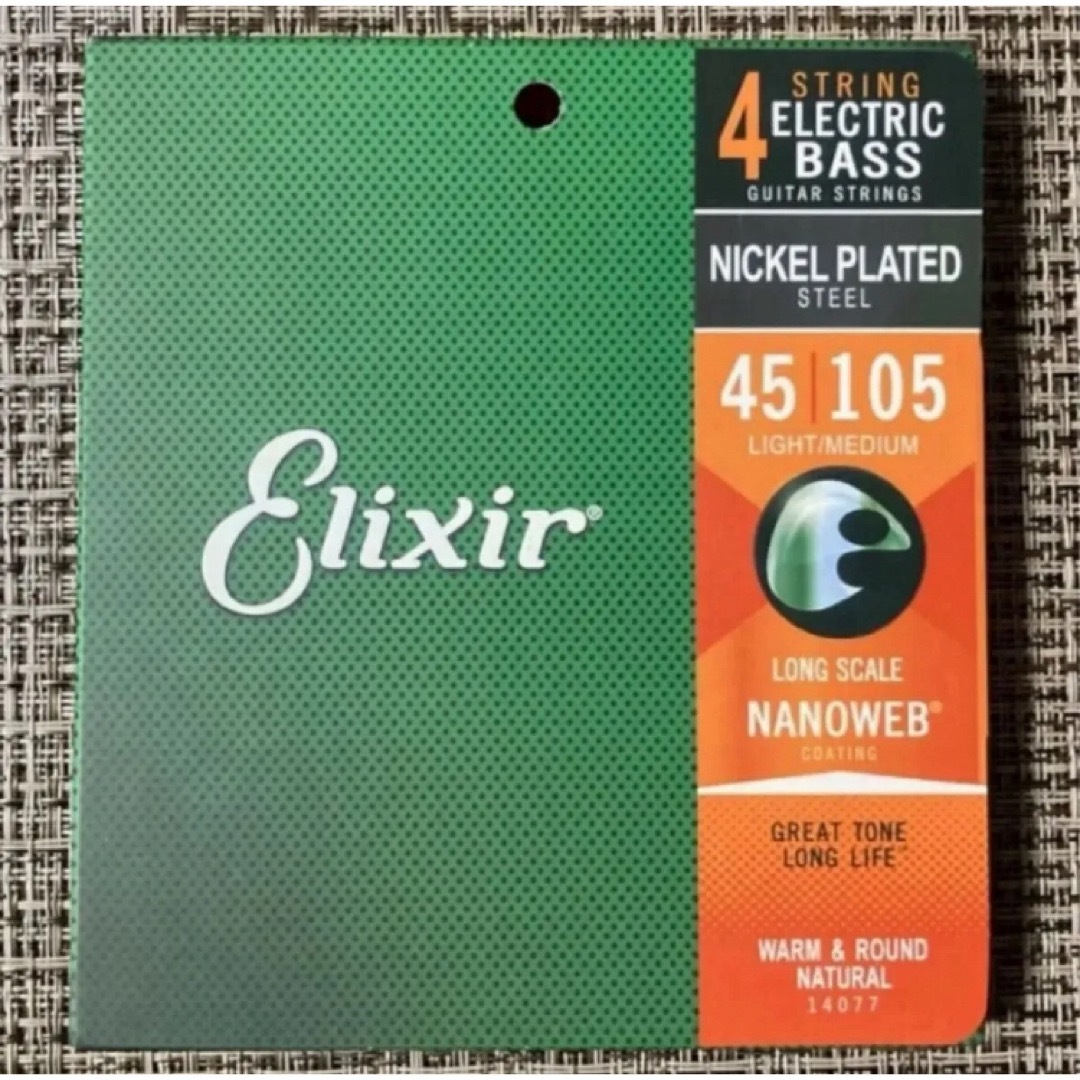 Elixir®
4 STRING
ELECTRIC
BASS
GUITAR STRINGS
NICKEL PLATED
STEEL
45|105
LIGHT/MEDIUM
LONG SCALE
NANOWEB®
COATING
GREAT TONE
LONG LIFE™
WARM & ROUND
NATURAL
14077